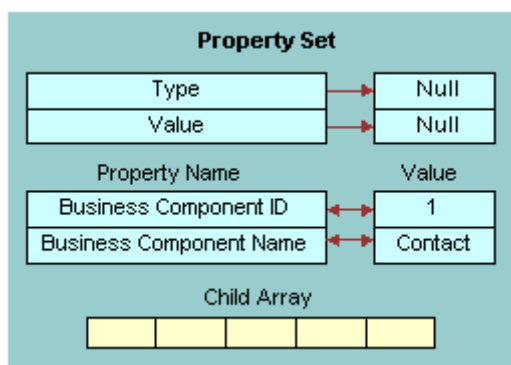 Property Set
Type Null
Value Null
Property Name Value
Business Component ID 1
Business Component Name Contact
Child Array